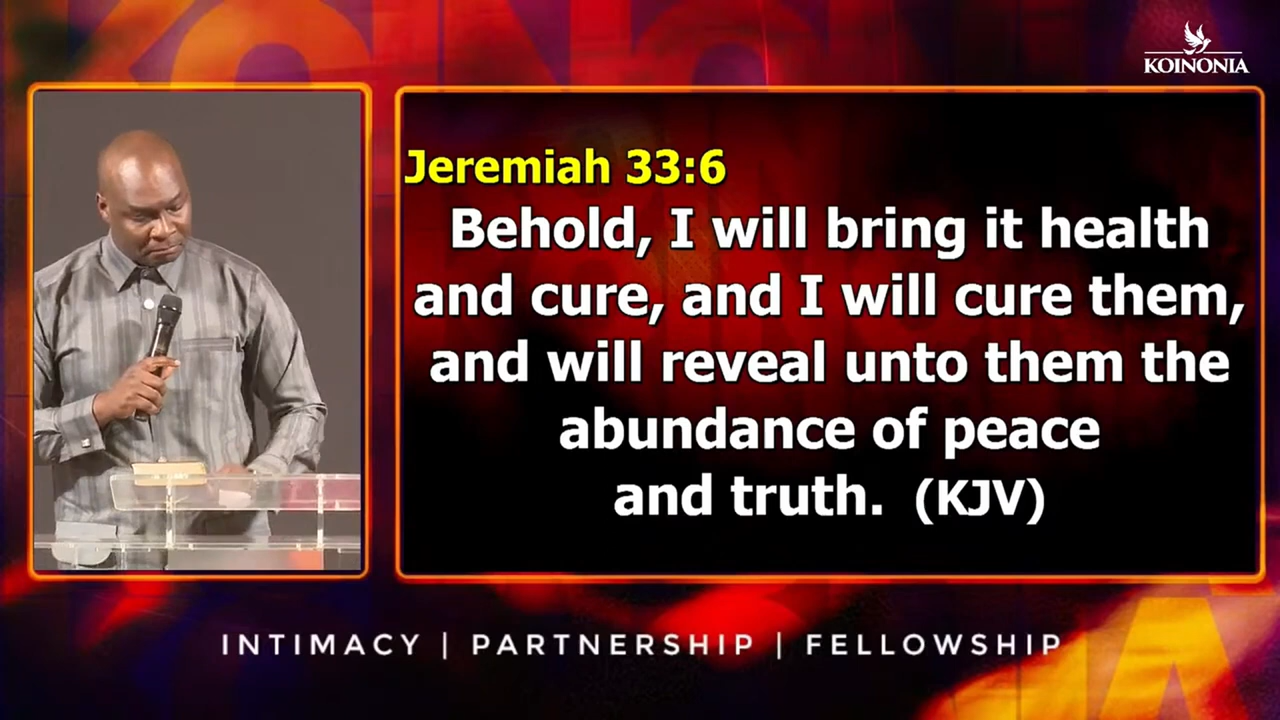 KOINONIA
Jeremiah 33:6
Behold, I will bring it health
and cure, and I will cure them,
and will reveal unto them the
abundance of peace
and truth. (KJV)
INTIMACY | PARTNERSHIP | FELLOWSHIP